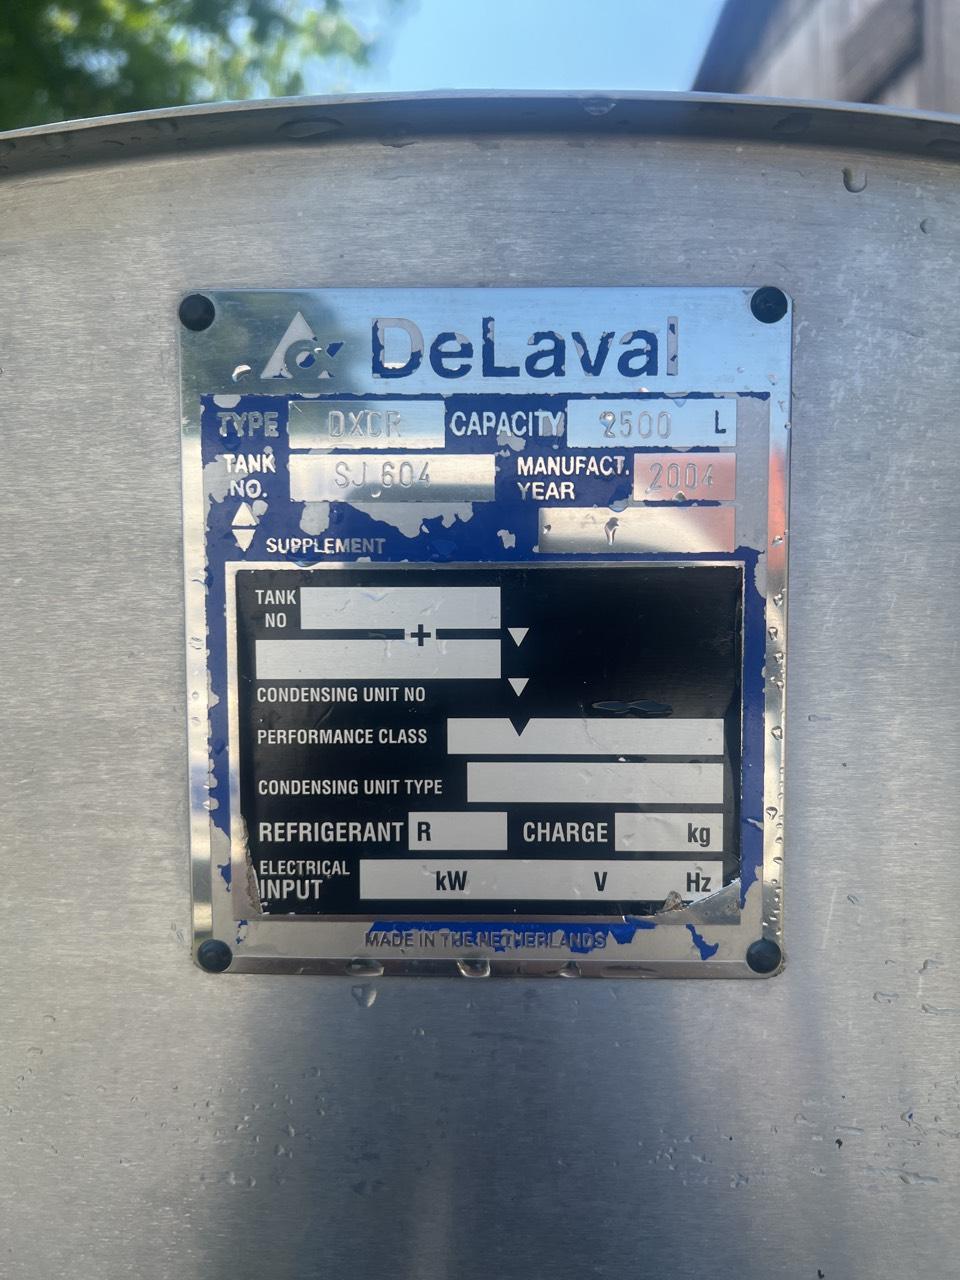 DeLaval
TYPE DXCR CAPACITY 2500 L
TANK NO. SJ 604 MANUFACT. YEAR 2004
SUPPLEMENT
TANK NO
+
CONDENSING UNIT NO
PERFORMANCE CLASS
CONDENSING UNIT TYPE
REFRIGERANT R CHARGE kg
ELECTRICAL INPUT kW V Hz
MADE IN THE NETHERLANDS